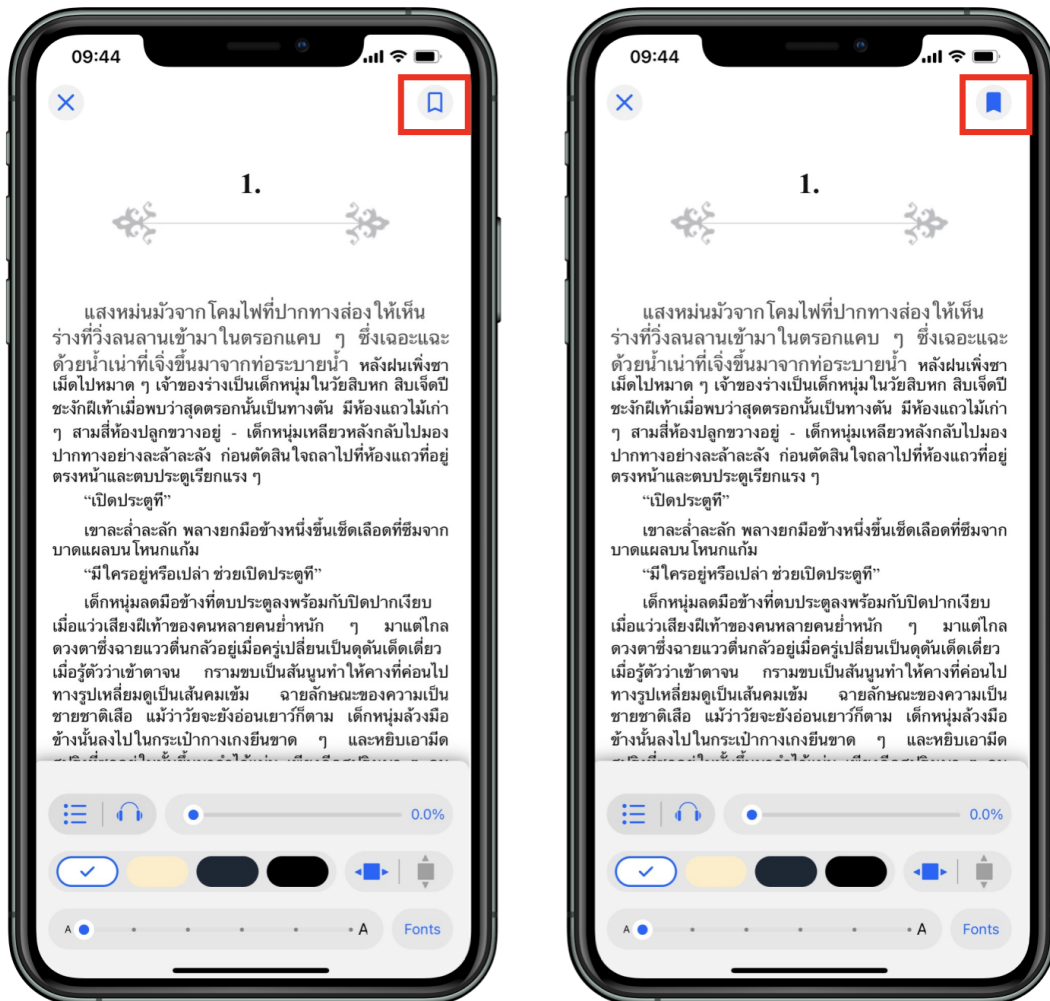 09:44
1.
แสงหม่นมัวจากโคมไฟที่ปากทางส่องให้เห็น
ร่างที่วิ่งลนลานเข้ามาในตรอกแคบ ๆ ซึ่งเฉอะแฉะ
ด้วยน้ำเน่าที่เจิ่งขึ้นมาจากท่อระบายน้ำ หลังฝนเพิ่งซา
เม็ดไปหมาด ๆ เจ้าของร่างเป็นเด็กหนุ่มในวัยสิบหก สิบเจ็ดปี
ชะงักฝีเท้าเมื่อพบว่าสุดตรอกนั้นเป็นทางตัน มีห้องแถวไม้เก่า
ๆ สามสี่ห้องปลูกขวางอยู่ - เด็กหนุ่มเหลียวหลังกลับไปมอง
ปากทางอย่างละล้าละลัง ก่อนตัดสินใจถลาไปที่ห้องแถวที่อยู่
ตรงหน้าและตบประตูเรียกแรง ๆ
“เปิดประตูที”
เขาละล่ำละลัก พลางยกมือข้างหนึ่งขึ้นเช็ดเลือดที่ซึมจาก
บาดแผลบนโหนกแก้ม
“มีใครอยู่หรือเปล่า ช่วยเปิดประตูที”
เด็กหนุ่มลดมือข้างที่ตบประตูลงพร้อมกับปิดปากเงียบ
เมื่อแว่วเสียงฝีเท้าของคนหลายคนย่ำหนัก ๆ มาแต่ไกล
ดวงตาซึ่งฉายแววตื่นกลัวอยู่เมื่อครู่เปลี่ยนเป็นดุดันเด็ดเดี่ยว
เมื่อรู้ตัวว่าเข้าตาจน กรามขบเป็นสันนูนทำให้คางที่ค่อนไป
ทางรูปเหลี่ยมดูเป็นเส้นคมเข้ม ฉายลักษณะของความเป็น
ชายชาติเสือ แม้ว่าวัยจะยังอ่อนเยาว์ก็ตาม เด็กหนุ่มล้วงมือ
ข้างนั้นลงไปในกระเป๋ากางเกงยีนขาด ๆ และหยิบเอามีด
0.0%
A A Fonts
09:44
1.
แสงหม่นมัวจากโคมไฟที่ปากทางส่องให้เห็น
ร่างที่วิ่งลนลานเข้ามาในตรอกแคบ ๆ ซึ่งเฉอะแฉะ
ด้วยน้ำเน่าที่เจิ่งขึ้นมาจากท่อระบายน้ำ หลังฝนเพิ่งซา
เม็ดไปหมาด ๆ เจ้าของร่างเป็นเด็กหนุ่มในวัยสิบหก สิบเจ็ดปี
ชะงักฝีเท้าเมื่อพบว่าสุดตรอกนั้นเป็นทางตัน มีห้องแถวไม้เก่า
ๆ สามสี่ห้องปลูกขวางอยู่ - เด็กหนุ่มเหลียวหลังกลับไปมอง
ปากทางอย่างละล้าละลัง ก่อนตัดสินใจถลาไปที่ห้องแถวที่อยู่
ตรงหน้าและตบประตูเรียกแรง ๆ
“เปิดประตูที”
เขาละล่ำละลัก พลางยกมือข้างหนึ่งขึ้นเช็ดเลือดที่ซึมจาก
บาดแผลบนโหนกแก้ม
“มีใครอยู่หรือเปล่า ช่วยเปิดประตูที”
เด็กหนุ่มลดมือข้างที่ตบประตูลงพร้อมกับปิดปากเงียบ
เมื่อแว่วเสียงฝีเท้าของคนหลายคนย่ำหนัก ๆ มาแต่ไกล
ดวงตาซึ่งฉายแววตื่นกลัวอยู่เมื่อครู่เปลี่ยนเป็นดุดันเด็ดเดี่ยว
เมื่อรู้ตัวว่าเข้าตาจน กรามขบเป็นสันนูนทำให้คางที่ค่อนไป
ทางรูปเหลี่ยมดูเป็นเส้นคมเข้ม ฉายลักษณะของความเป็น
ชายชาติเสือ แม้ว่าวัยจะยังอ่อนเยาว์ก็ตาม เด็กหนุ่มล้วงมือ
ข้างนั้นลงไปในกระเป๋ากางเกงยีนขาด ๆ และหยิบเอามีด
0.0%
A A Fonts